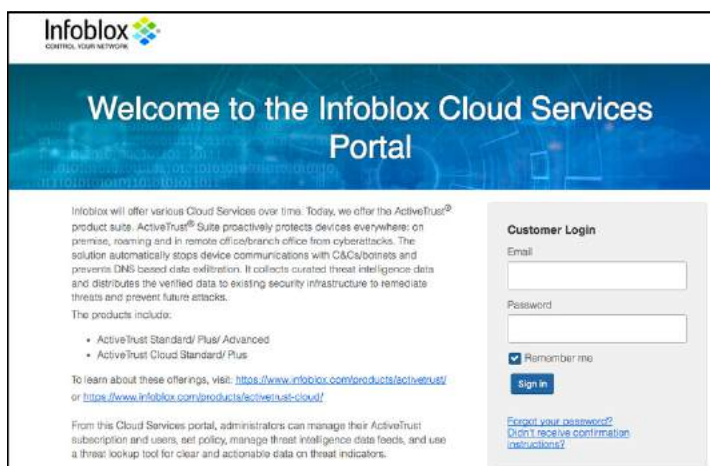 Infoblox
CONTROL YOUR NETWORK
Welcome to the Infoblox Cloud Services
Portal
Infoblox will offer various Cloud Services over time. Today, we offer the ActiveTrust®
product suite. ActiveTrust® Suite proactively protects devices everywhere: on
premise, roaming and in remote office/branch office from cyberattacks. The
solution automatically stops device communications with C&Cs/botnets and
prevents DNS based data exfiltration. It collects curated threat intelligence data
and distributes the verified data to existing security infrastructure to remediate
threats and prevent future attacks.
The products include:
• ActiveTrust Standard/ Plus/ Advanced
• ActiveTrust Cloud Standard/ Plus
To learn about these offerings, visit: https://www.infoblox.com/products/activetrust/
or https://www.infoblox.com/products/activetrust-cloud/
From this Cloud Services portal, administrators can manage their ActiveTrust
subscription and users, set policy, manage threat intelligence data feeds, and use
a threat lookup tool for clear and actionable data on threat indicators.
Customer Login
Email
Password
Remember me
Sign in
Forgot your password?
Didn't receive confirmation
instructions?